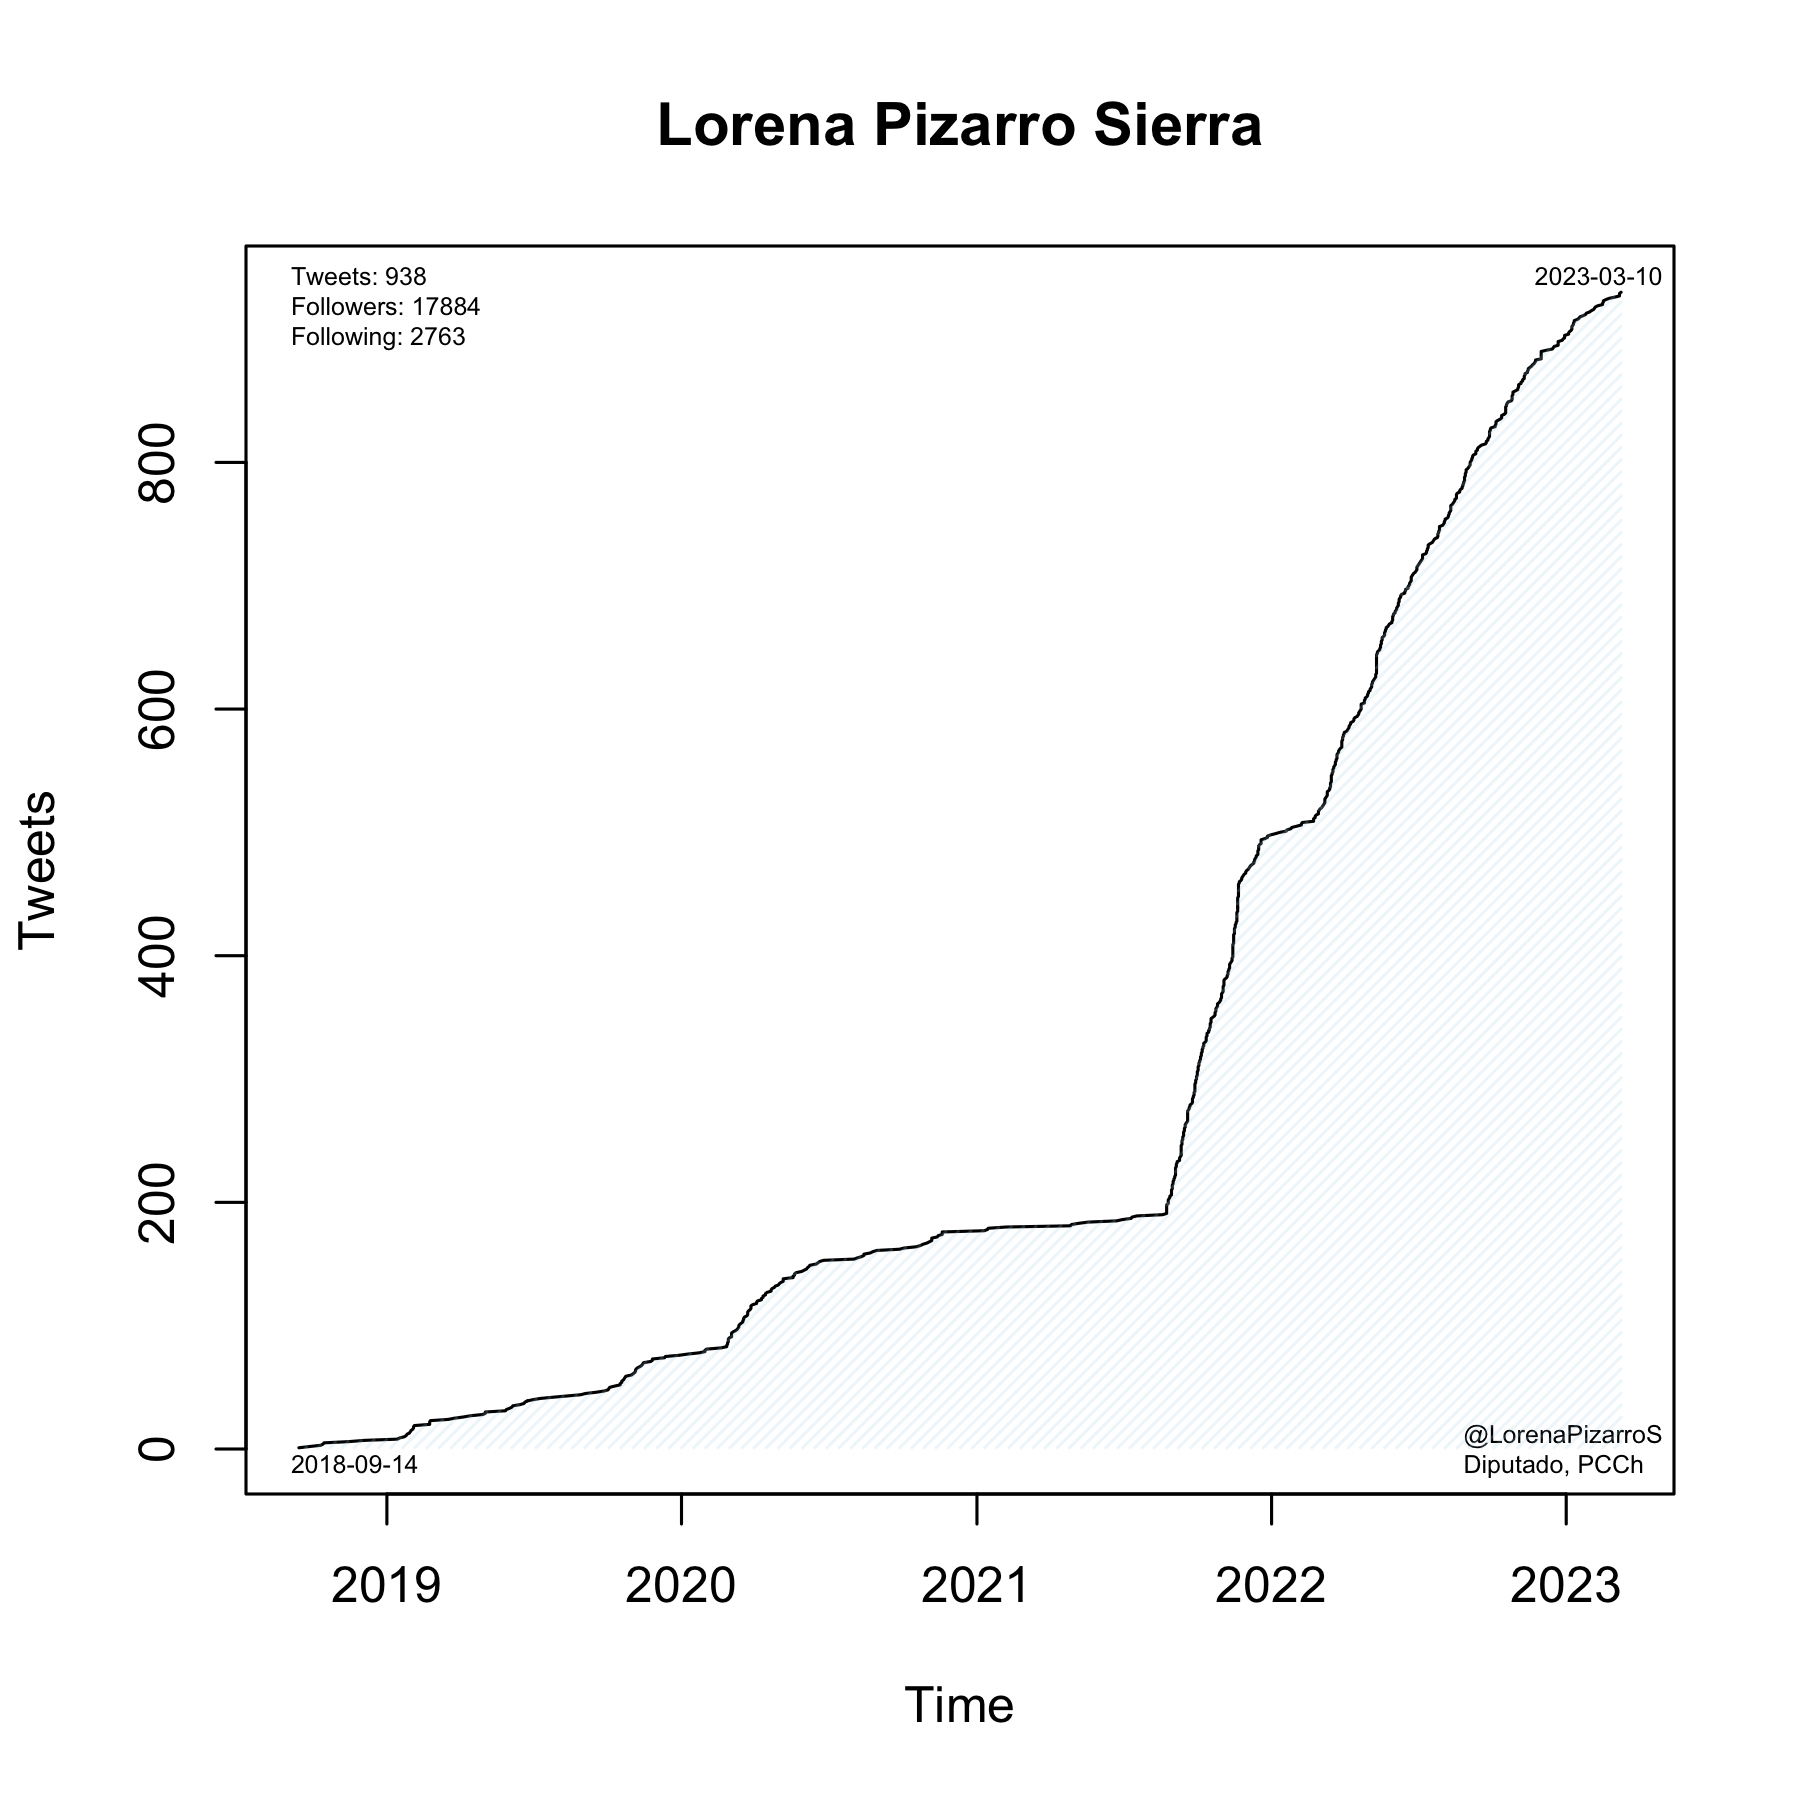 Lorena Pizarro Sierra
Tweets: 938
Followers: 17884
Following: 2763
2023-03-10
Tweets
800
600
400
200
0
2018-09-14
@LorenaPizarroS
Diputado, PCCh
2019 2020 2021 2022 2023
Time